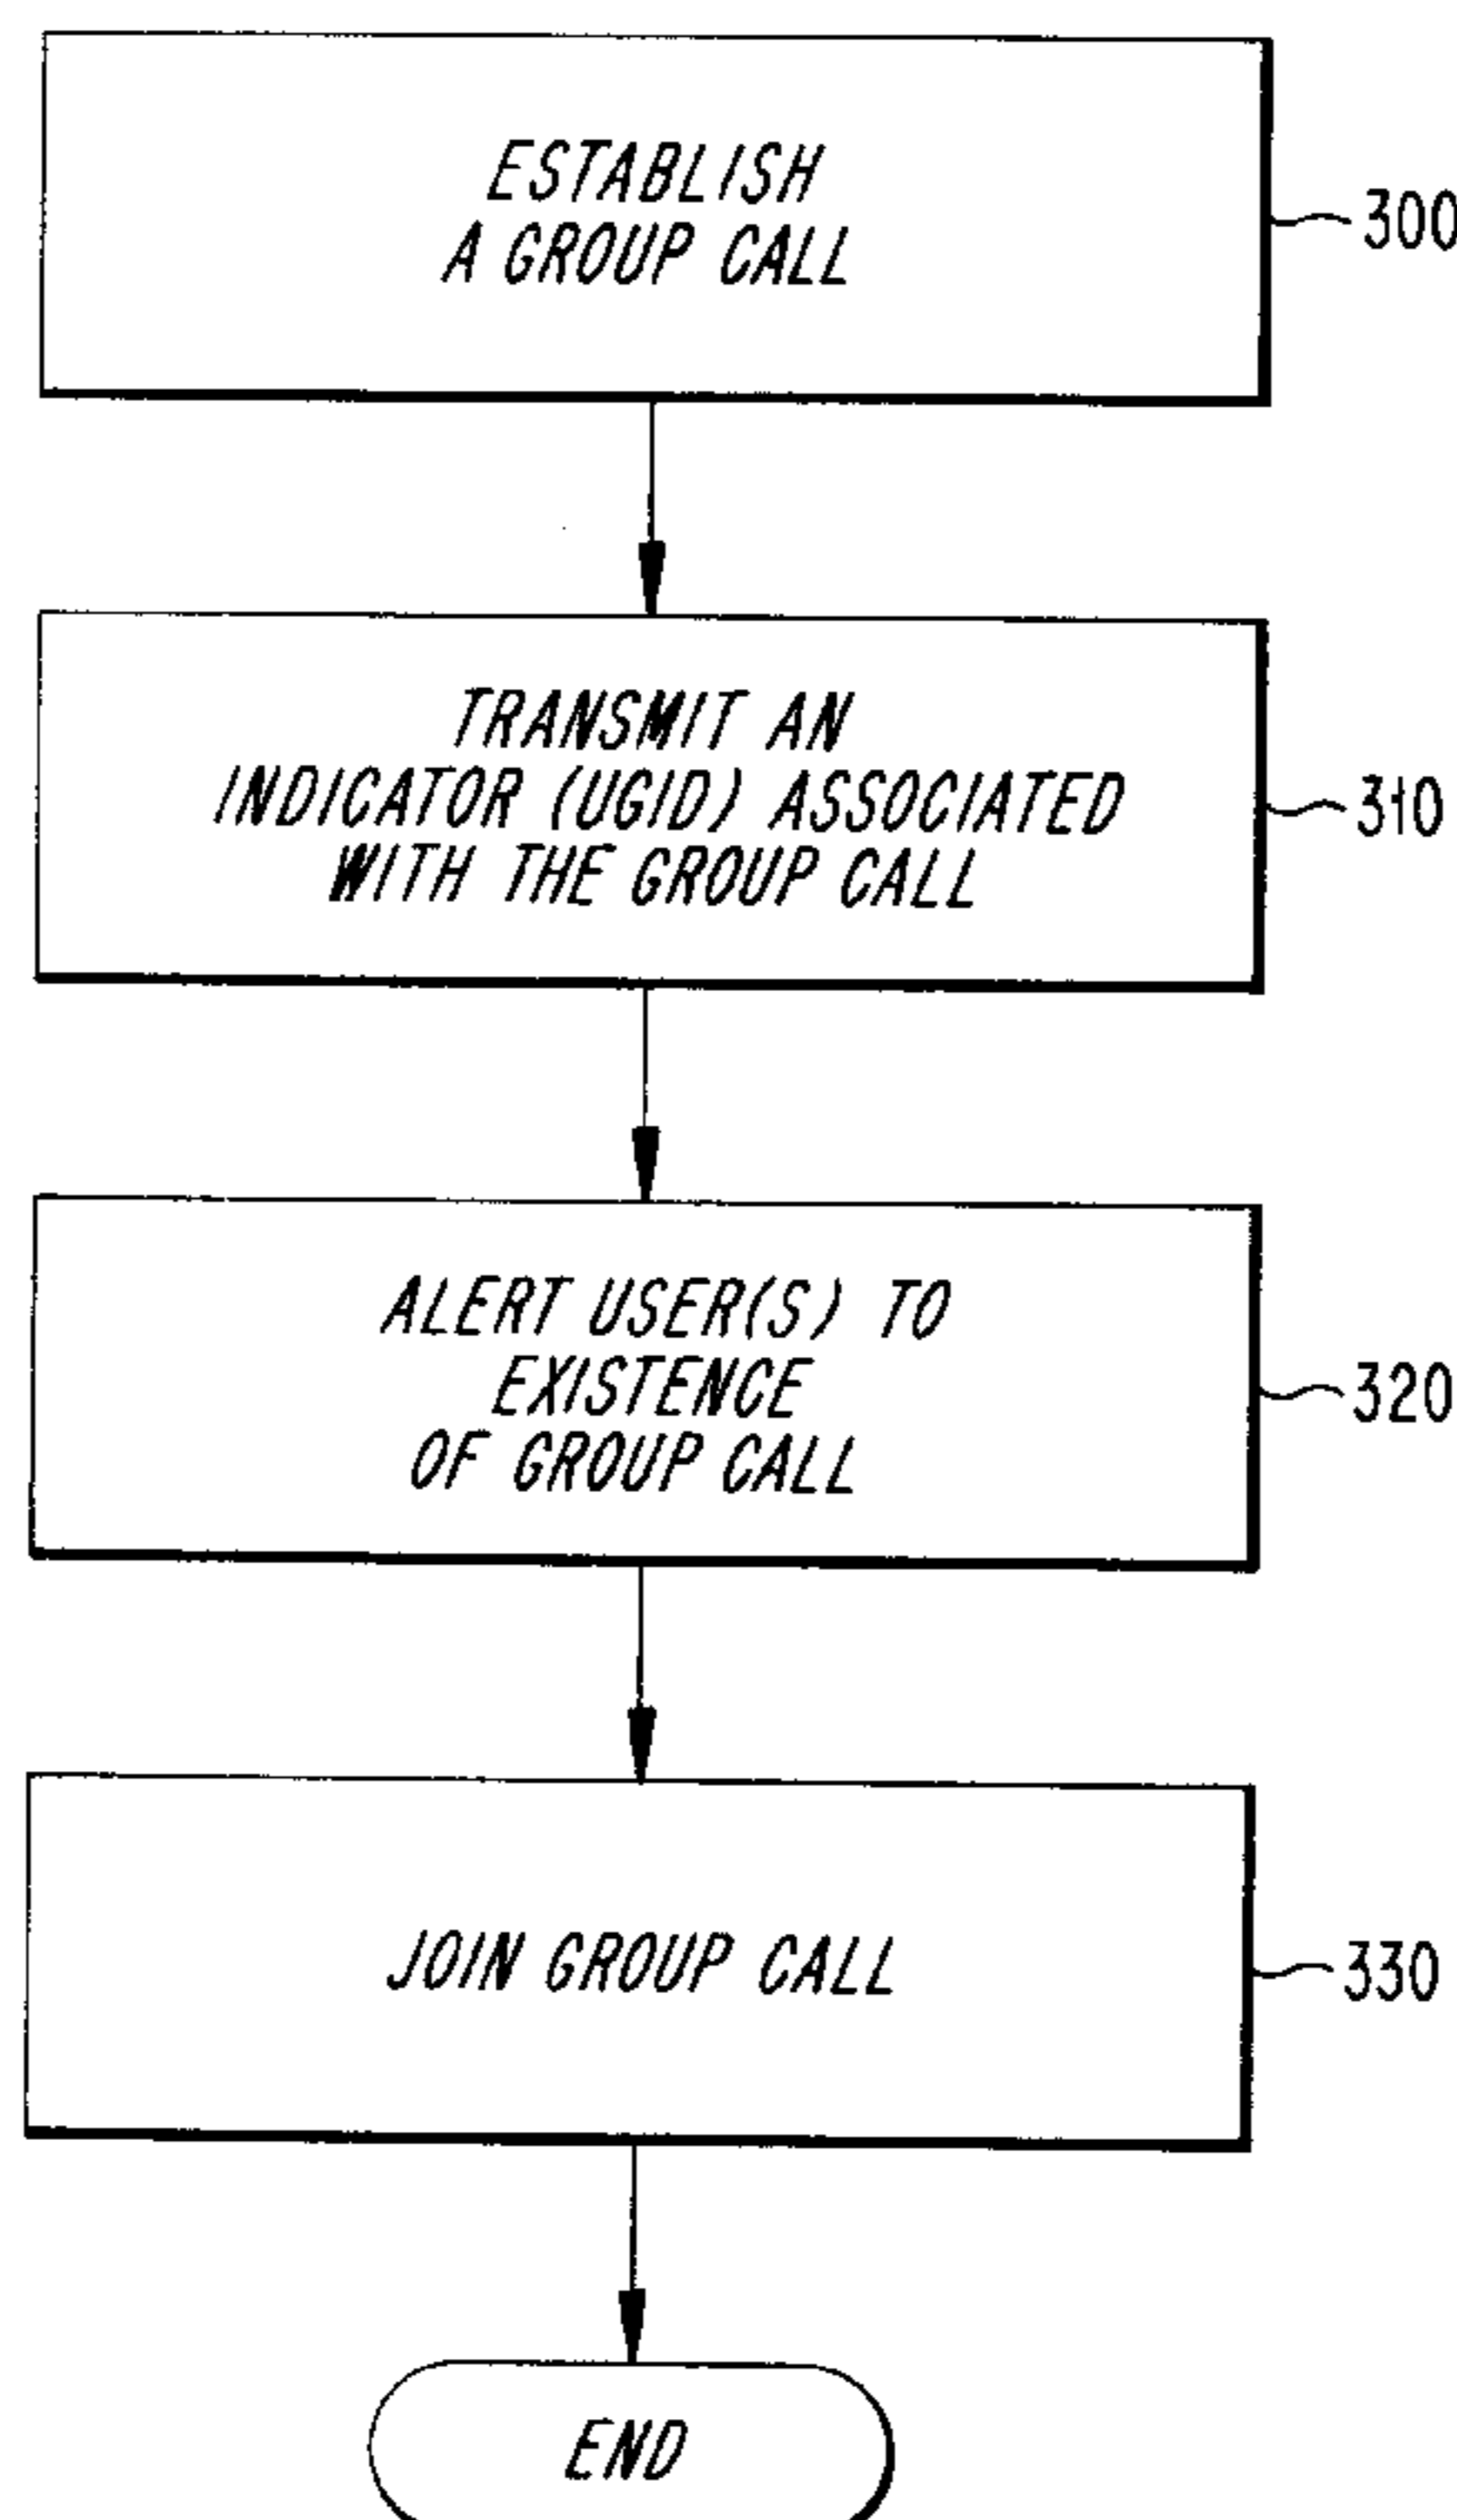 ESTABLISH
A GROUP CALL
300
TRANSMIT AN
INDICATOR (UGID) ASSOCIATED
WITH THE GROUP CALL
310
ALERT USER(S) TO
EXISTENCE
OF GROUP CALL
320
JOIN GROUP CALL
330
END